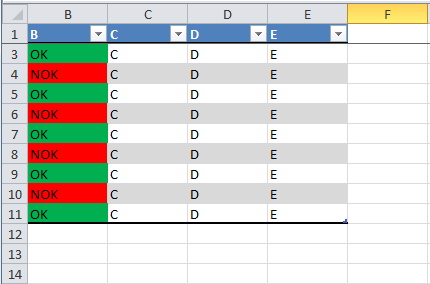 B C D E F
1 B C D E
3 OK C D E
4 NOK C D E
5 OK C D E
6 NOK C D E
7 OK C D E
8 NOK C D E
9 OK C D E
10 NOK C D E
11 OK C D E
12
13
14